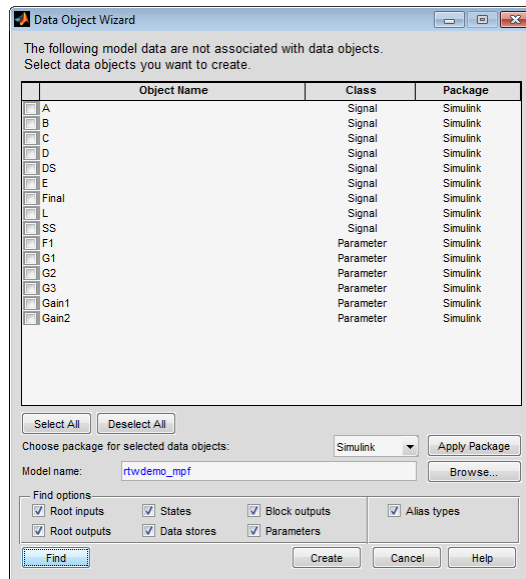 Data Object Wizard
The following model data are not associated with data objects.
Select data objects you want to create.
Object Name Class Package
A Signal Simulink
B Signal Simulink
C Signal Simulink
D Signal Simulink
DS Signal Simulink
E Signal Simulink
Final Signal Simulink
L Signal Simulink
SS Signal Simulink
F1 Parameter Simulink
G1 Parameter Simulink
G2 Parameter Simulink
G3 Parameter Simulink
Gain1 Parameter Simulink
Gain2 Parameter Simulink
Select All Deselect All
Choose package for selected data objects: Simulink Apply Package
Model name: rtwdemo_mpf Browse...
Find options
Root inputs States Block outputs Alias types
Root outputs Data stores Parameters
Find Create Cancel Help